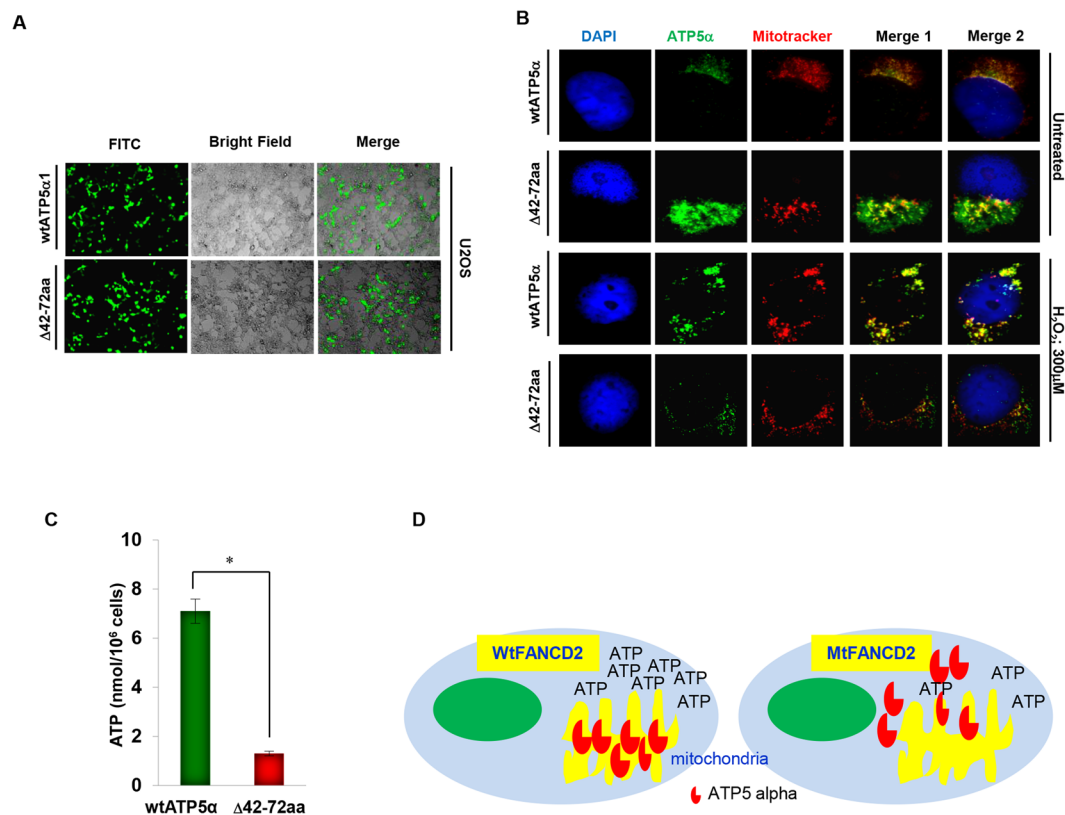 A
FITC
Bright Field
Merge
wtATP5α1
Δ42-72aa
U2OS
B
DAPI
ATP5α
Mitotracker
Merge 1
Merge 2
wtATP5α
Δ42-72aa
Untreated
wtATP5α
Δ42-72aa
H₂O₂; 300µM
C
ATP (nmol/10⁶ cells)
10
8
6
4
2
0
*
wtATP5α
Δ42-72aa
D
WtFANCD2
ATP
ATP
ATP
ATP
ATP
ATP
ATP
mitochondria
MtFANCD2
ATP
ATP
ATP
ATP5 alpha